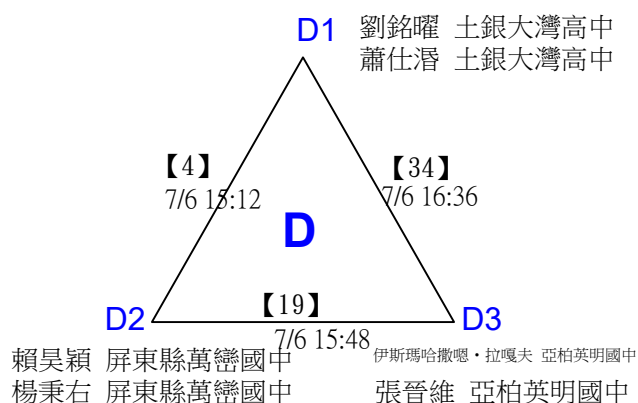 D1 劉銘曜 土銀大灣高中
蕭仕潛 土銀大灣高中
【4】
7/6 15:12
【34】
7/6 16:36
D
【19】
7/6 15:48
D2
D3
賴昊穎 屏東縣萬巒國中
楊秉右 屏東縣萬巒國中
伊斯瑪哈撒嗯・拉嘎夫 亞柏英明國中
張晉維 亞柏英明國中